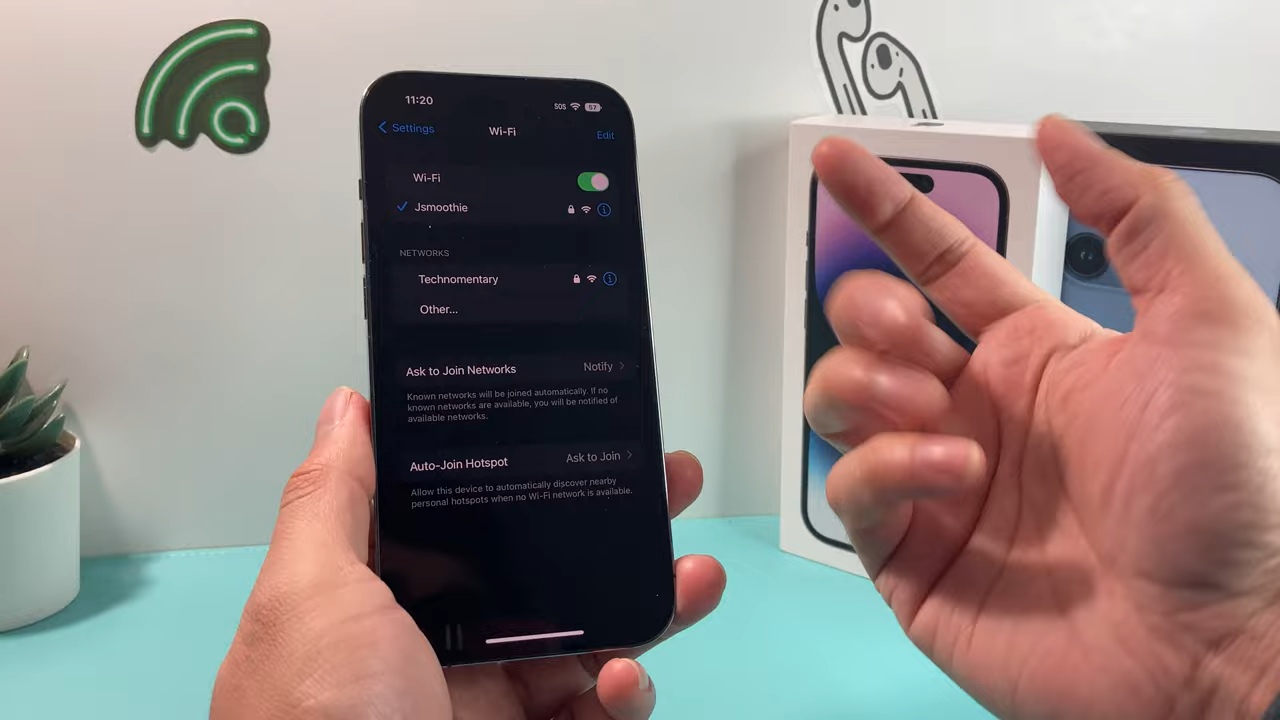 11:20
SOS 57
Settings
Wi-Fi
Edit
Wi-Fi
Jsmoothie
NETWORKS
Technomentary
Other...
Ask to Join Networks
Notify
Known networks will be joined automatically. If no
known networks are available, you will be notified of
available networks.
Auto-Join Hotspot
Ask to Join
Allow this device to automatically discover nearby
personal hotspots when no Wi-Fi network is available.